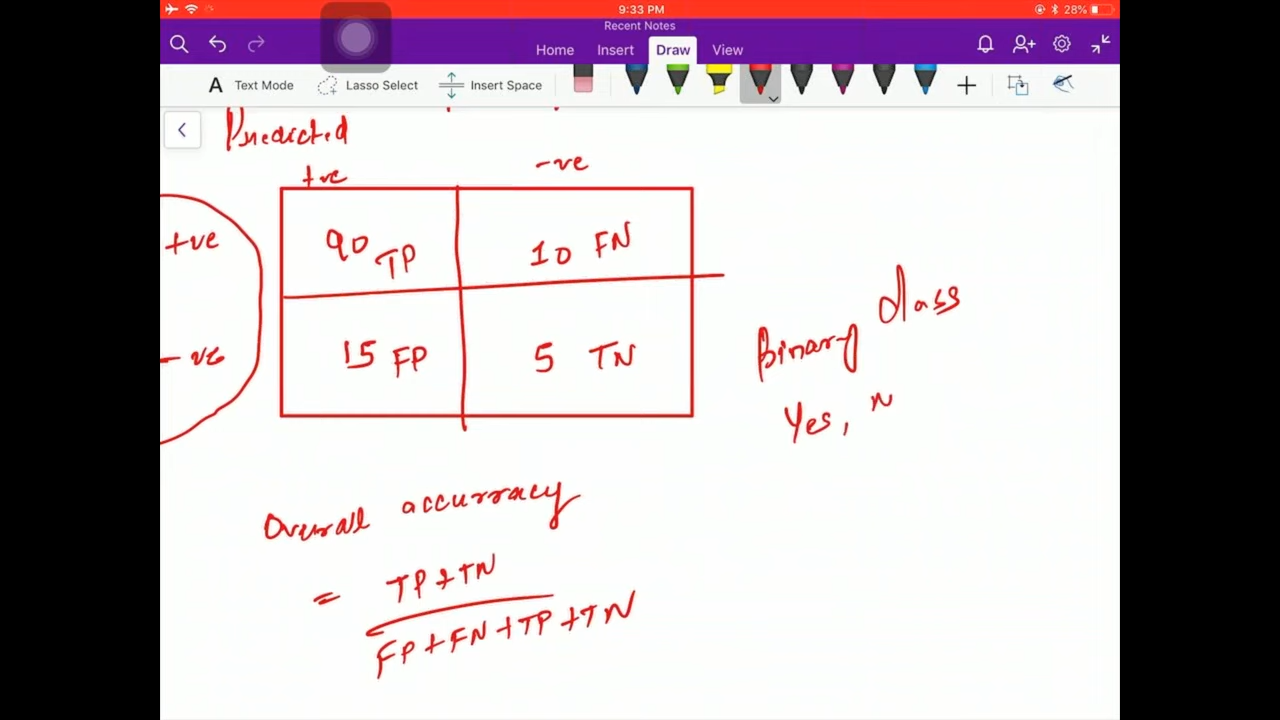 9:33 PM
28%
Recent Notes
Home Insert Draw View
A Text Mode Lasso Select Insert Space
Predicted
+ve -ve
+ve 90 TP 10 FN
-ve 15 FP 5 TN
Binary class
Yes, N
Overall accurracy
= TP+TN
FP+FN+TP+TN